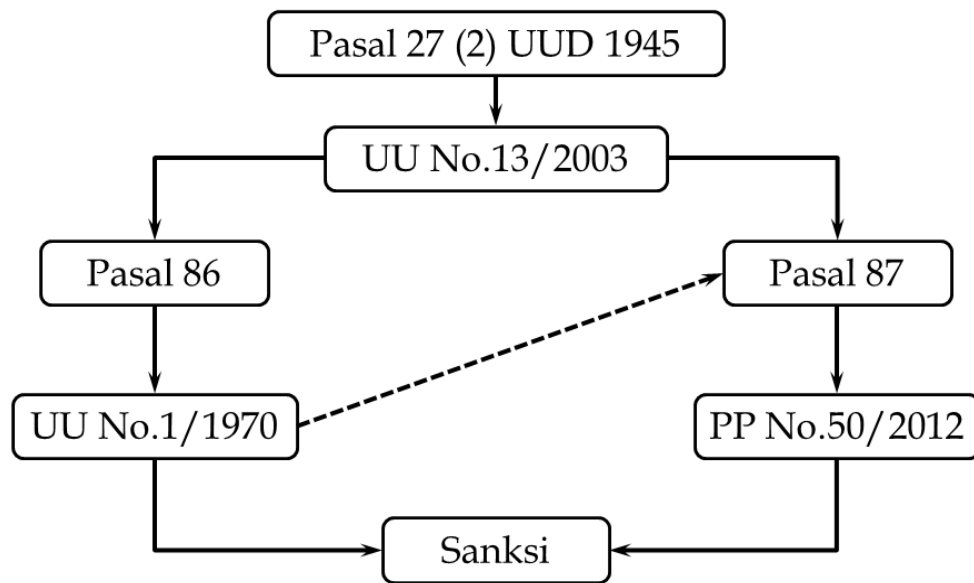 Pasal 27 (2) UUD 1945
UU No.13/2003
Pasal 86
Pasal 87
UU No.1/1970
PP No.50/2012
Sanksi